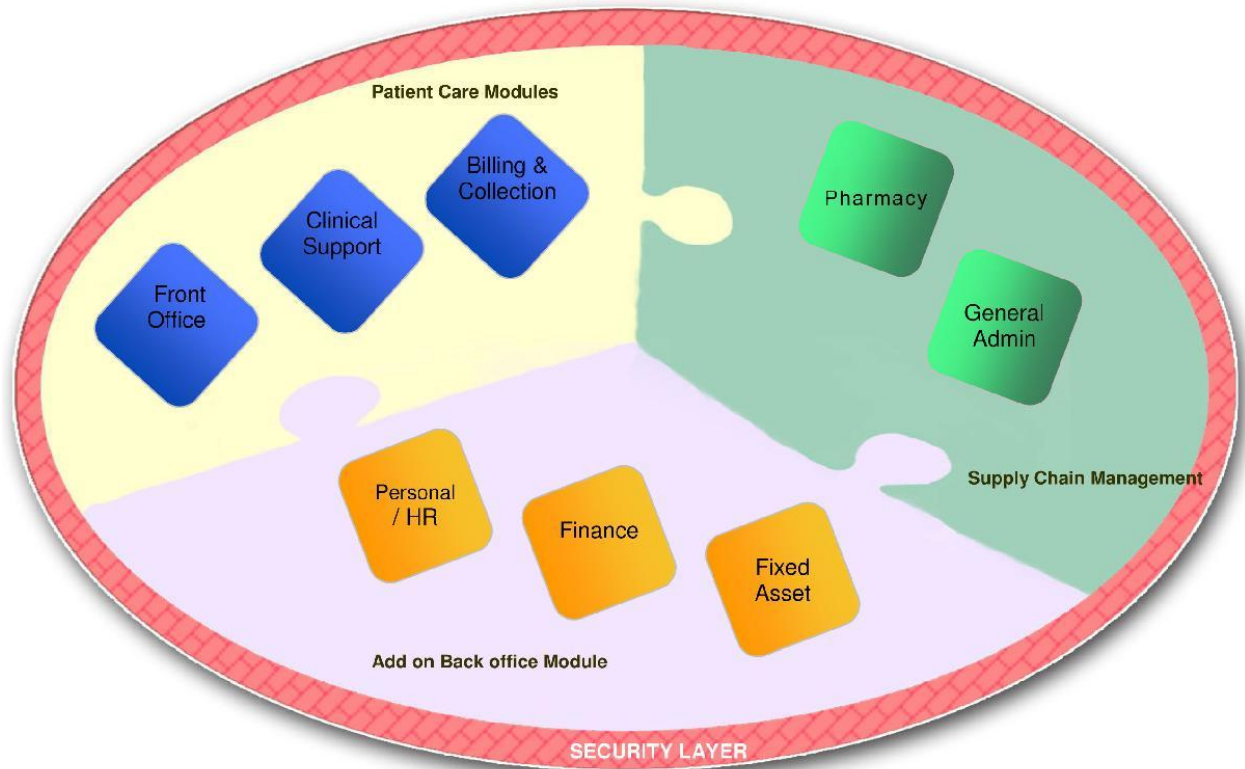 Patient Care Modules
Billing &
Collection
Clinical
Support
Front
Office
Pharmacy
General
Admin
Supply Chain Management
Personal
/ HR
Finance
Fixed
Asset
Add on Back office Module
SECURITY LAYER